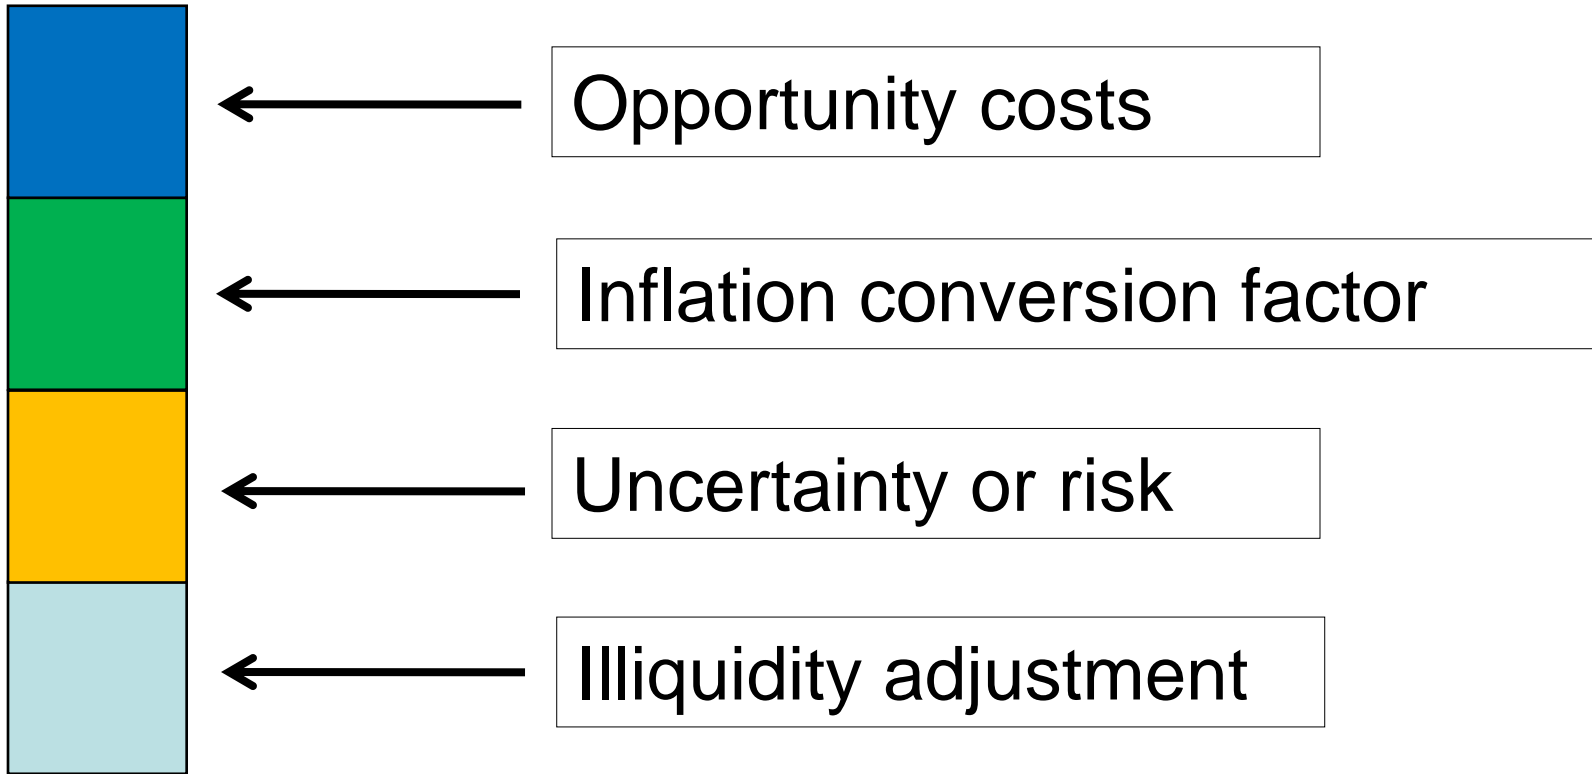 Opportunity costs
Inflation conversion factor
Uncertainty or risk
Illiquidity adjustment